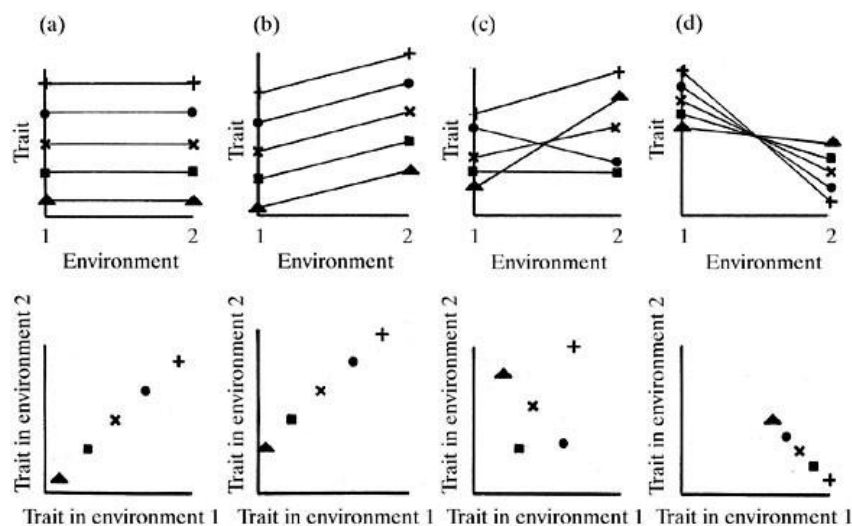 (a) (b) (c) (d)
Trait Trait Trait Trait
1 2 1 2 1 2 1 2
Environment Environment Environment Environment
Trait in environment 2 Trait in environment 2 Trait in environment 2 Trait in environment 2
Trait in environment 1 Trait in environment 1 Trait in environment 1 Trait in environment 1